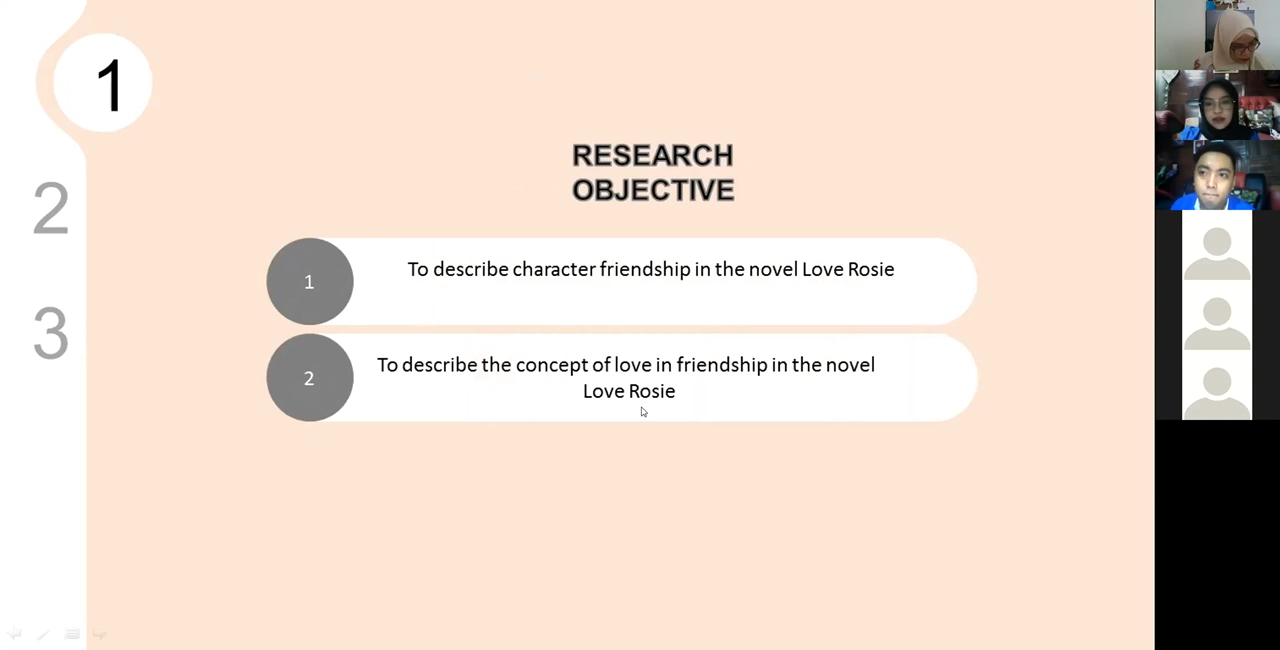 1
2
3
RESEARCH
OBJECTIVE
1
To describe character friendship in the novel Love Rosie
2
To describe the concept of love in friendship in the novel
Love Rosie